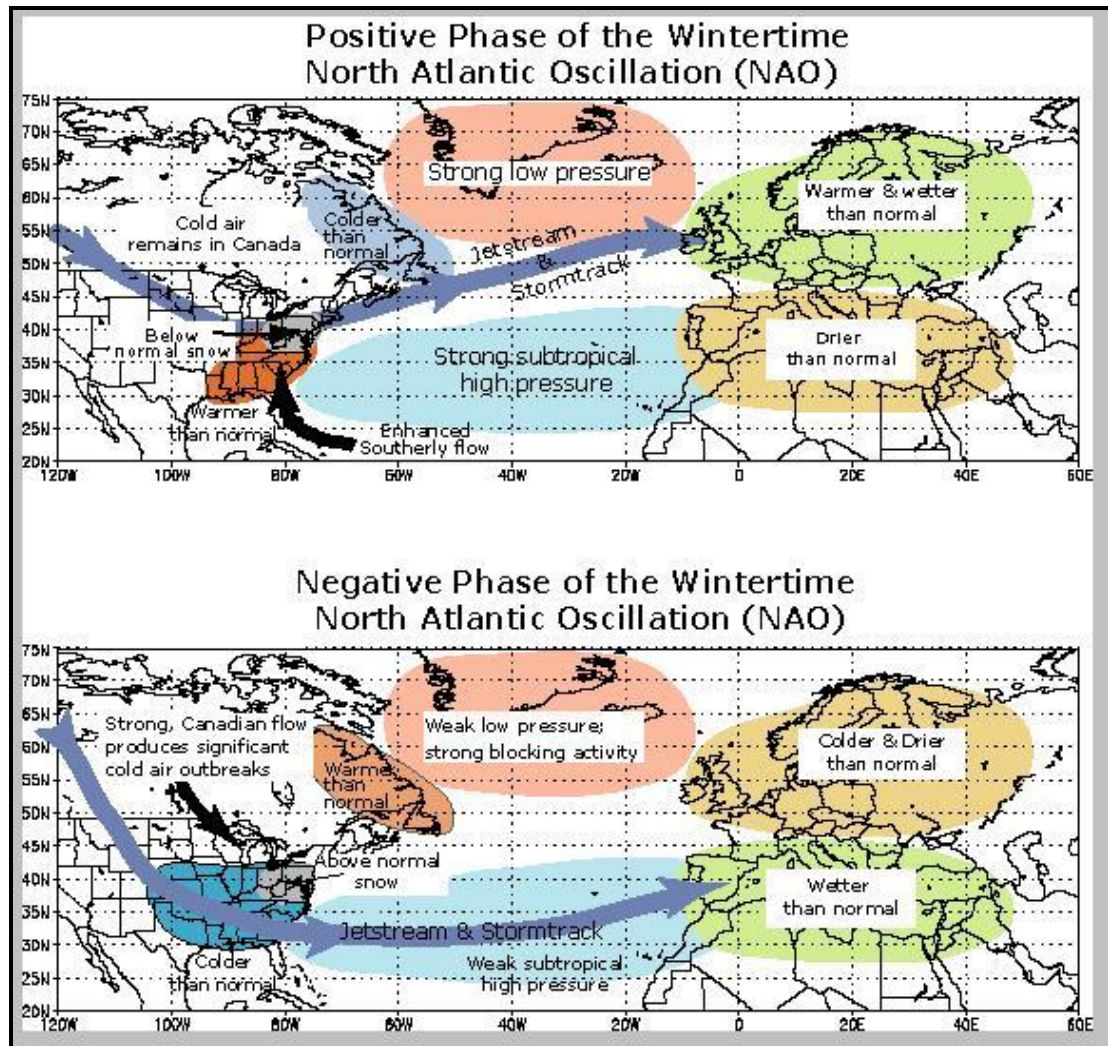 Positive Phase of the Wintertime
North Atlantic Oscillation (NAO)
75N
70N
65N
60N
55N
50N
45N
40N
35N
30N
25N
20N
Strong low pressure
Warmer & wetter
than normal
Cold air
remains in Canada
Colder
than
normal
Jetstream
&
Stormtrack
Below
normal snow
Strong subtropical
high pressure
Drier
than normal
Warmer
than normal
Enhanced
Southerly flow
120W
100W
80W
60W
40W
20W
0
20E
40E
60E
Negative Phase of the Wintertime
North Atlantic Oscillation (NAO)
75N
70N
65N
60N
55N
50N
45N
40N
35N
30N
25N
20N
Strong, Canadian flow
produces significant
cold air outbreaks
Warmer
than
normal
Weak low pressure;
strong blocking activity
Colder & Drier
than normal
Above normal
snow
Wetter
than normal
Jetstream & Stormtrack
Colder
than normal
Weak subtropical
high pressure
120W
100W
80W
60W
40W
20W
0
20E
40E
60E